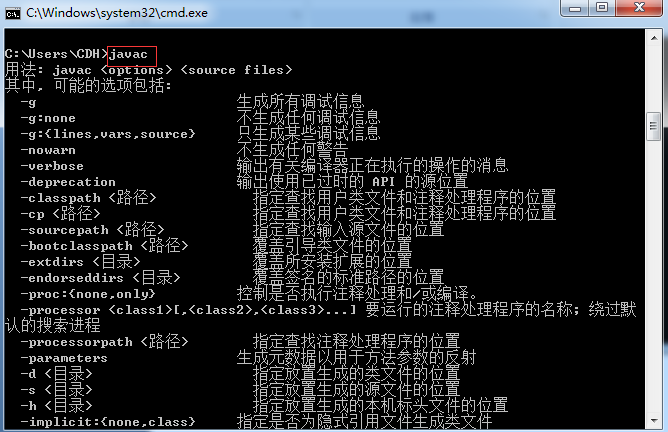 C:\Windows\system32\cmd.exe
C:\Users\CDH>javac
用法: javac <options> <source files>
其中, 可能的选项包括:
-g 生成所有调试信息
-g:none 不生成任何调试信息
-g:{lines,vars,source} 只生成某些调试信息
-nowarn 不生成任何警告
-verbose 输出有关编译器正在执行的操作的消息
-deprecation 输出使用已过时的 API 的源位置
-classpath <路径> 指定查找用户类文件和注释处理程序的位置
-cp <路径> 指定查找用户类文件和注释处理程序的位置
-sourcepath <路径> 指定查找输入源文件的位置
-bootclasspath <路径> 覆盖引导类文件的位置
-extdirs <目录> 覆盖所安装扩展的位置
-endorseddirs <目录> 覆盖签名的标准路径的位置
-proc:{none,only} 控制是否执行注释处理和/或编译。
-processor <class1>[,<class2>,<class3>...] 要运行的注释处理程序的名称; 绕过默
认的搜索进程
-processorpath <路径> 指定查找注释处理程序的位置
-parameters 生成元数据以用于方法参数的反射
-d <目录> 指定放置生成的类文件的位置
-s <目录> 指定放置生成的源文件的位置
-h <目录> 指定放置生成的本机标头文件的位置
-implicit:{none,class} 指定是否为隐式引用文件生成类文件